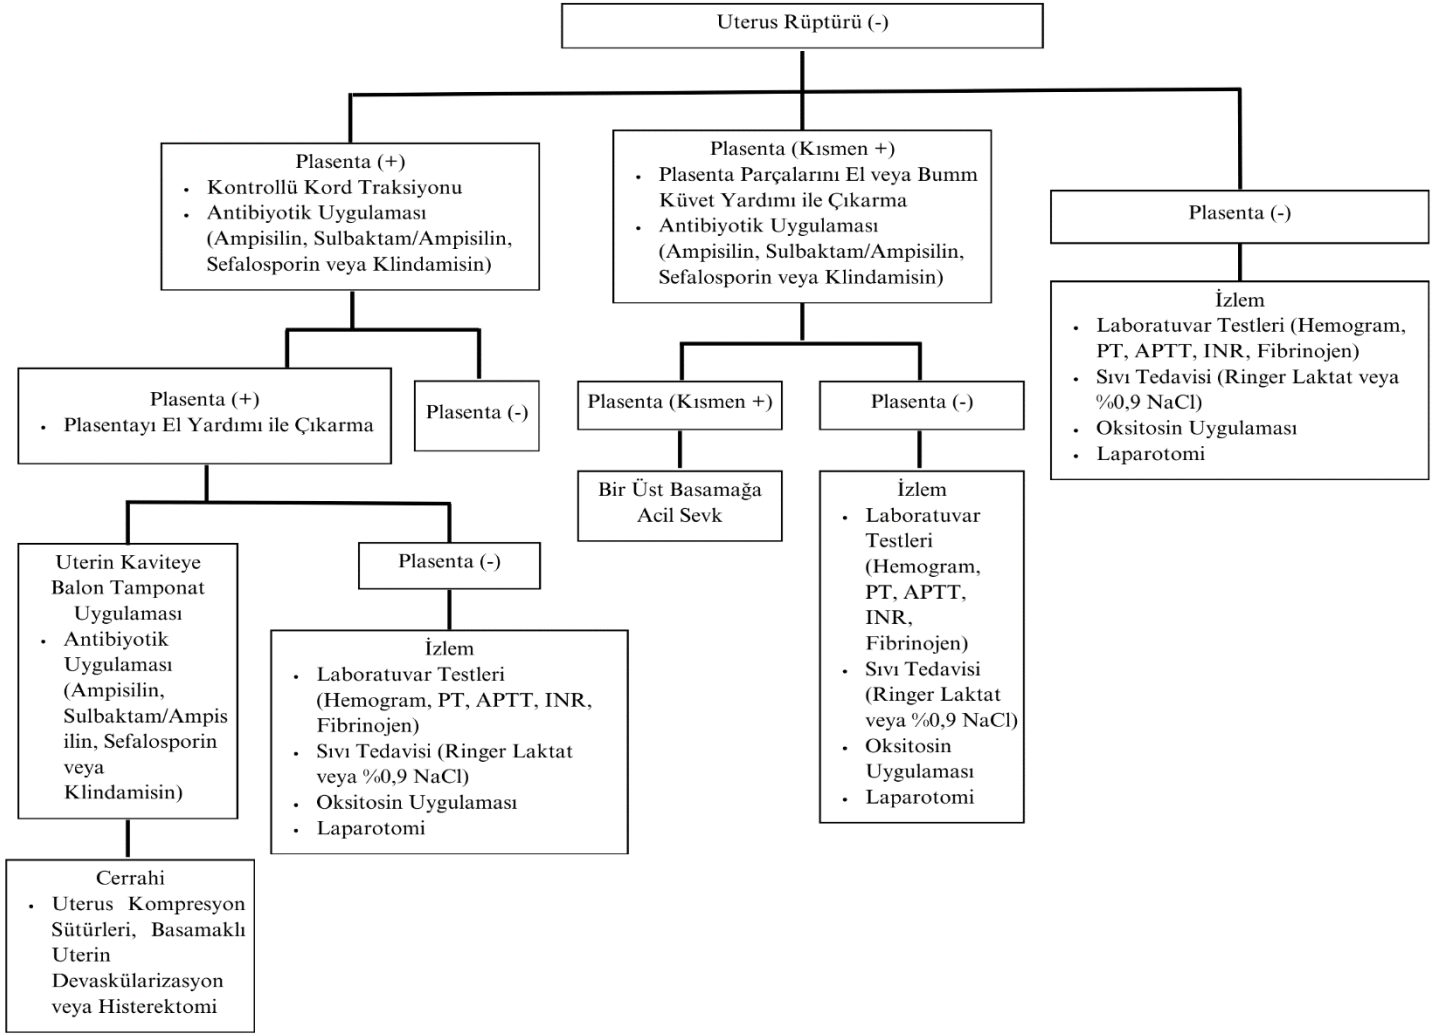 Uterus Rüptürü (-)
Plasenta (+)
• Kontrollü Kord Traksiyonu
• Antibiyotik Uygulaması
(Ampisilin, Sulbaktam/Ampisilin,
Sefalosporin veya Klindamisin)
Plasenta (Kısmen +)
• Plasenta Parçalarını El veya Bumm
Küvet Yardımı ile Çıkarma
• Antibiyotik Uygulaması
(Ampisilin, Sulbaktam/Ampisilin,
Sefalosporin veya Klindamisin)
Plasenta (-)
İzlem
• Laboratuvar Testleri (Hemogram,
PT, APTT, INR, Fibrinojen)
• Sıvı Tedavisi (Ringer Laktat veya
%0,9 NaCl)
• Oksitosin Uygulaması
• Laparotomi
Plasenta (+)
• Plasentayı El Yardımı ile Çıkarma
Plasenta (-)
Plasenta (Kısmen +)
Plasenta (-)
Bir Üst Basamağa
Acil Sevk
İzlem
• Laboratuvar
Testleri
(Hemogram,
PT, APTT,
INR,
Fibrinojen)
• Sıvı Tedavisi
(Ringer Laktat
veya %0,9 NaCl)
• Oksitosin
Uygulaması
• Laparotomi
Uterin Kaviteye
Balon Tamponat
Uygulaması
• Antibiyotik
Uygulaması
(Ampisilin,
Sulbaktam/Ampis
ilin, Sefalosporin
veya
Klindamisin)
Plasenta (-)
İzlem
• Laboratuvar Testleri
(Hemogram, PT, APTT, INR,
Fibrinojen)
• Sıvı Tedavisi (Ringer Laktat
veya %0,9 NaCl)
• Oksitosin Uygulaması
• Laparotomi
Cerrahi
• Uterus Kompresyon
Sütürleri, Basamaklı
Uterin
Devaskülarizasyon
veya Histerektomi